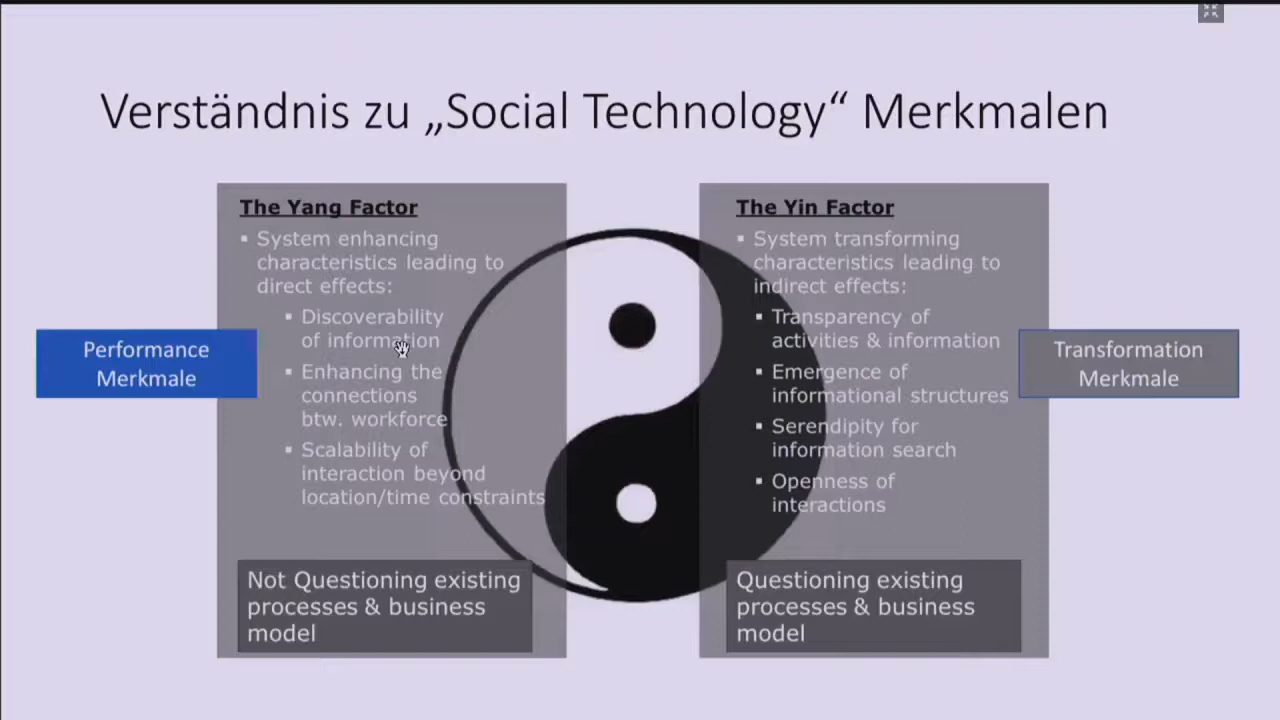 Verständnis zu „Social Technology“ Merkmalen
The Yang Factor
▪ System enhancing
characteristics leading to
direct effects:
▪ Discoverability
of information
▪ Enhancing the
connections
btw. workforce
▪ Scalability of
interaction beyond
location/time constraints
Not Questioning existing
processes & business
model
Performance
Merkmale
The Yin Factor
▪ System transforming
characteristics leading to
indirect effects:
▪ Transparency of
activities & information
▪ Emergence of
informational structures
▪ Serendipity for
information search
▪ Openness of
interactions
Questioning existing
processes & business
model
Transformation
Merkmale